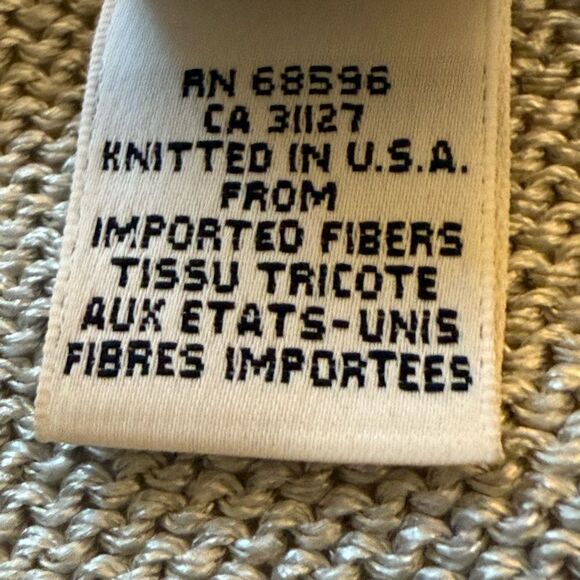 RN 68596
CA 31127
KNITTED IN U.S.A.
FROM
IMPORTED FIBERS
TISSU TRICOTE
AUX ETATS-UNIS
FIBRES IMPORTEES